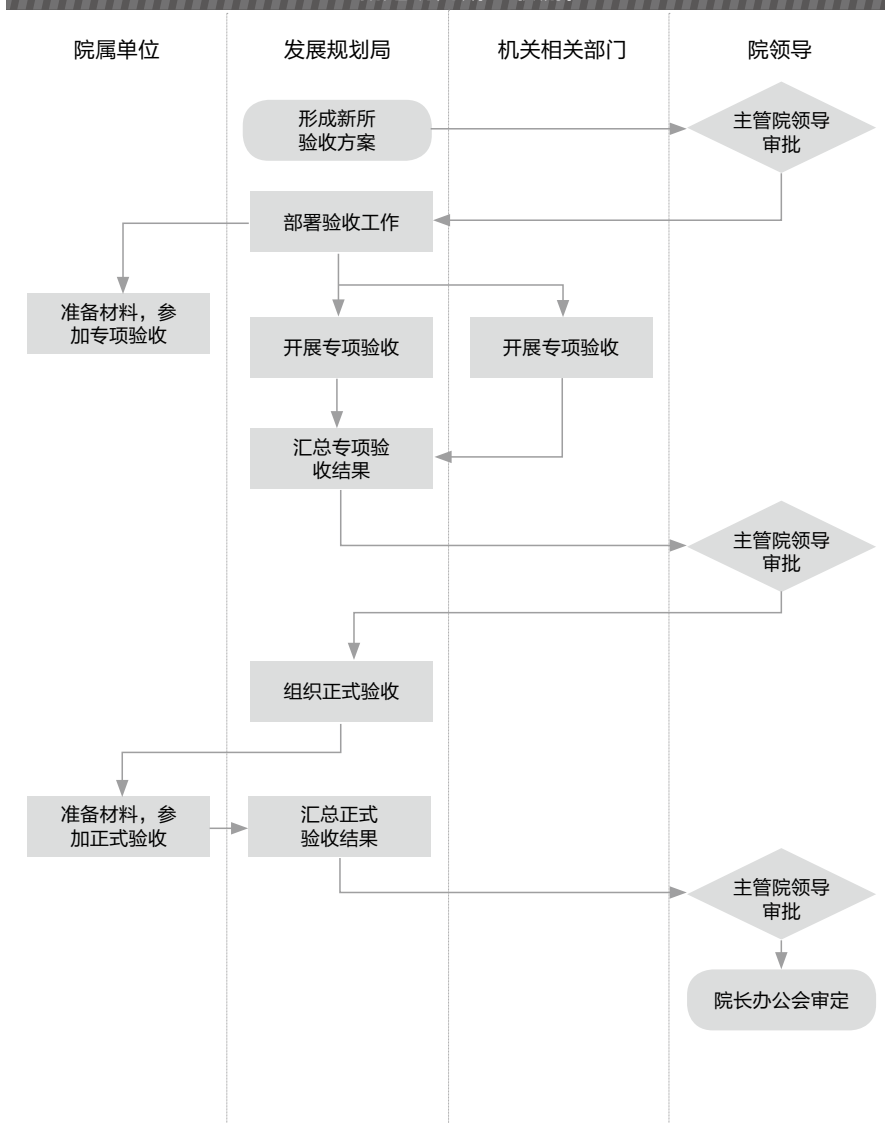 院属单位
发展规划局
机关相关部门
院领导
形成新所
验收方案
主管院领导
审批
部署验收工作
准备材料，参
加专项验收
开展专项验收
开展专项验收
汇总专项验
收结果
主管院领导
审批
组织正式验收
准备材料，参
加正式验收
汇总正式
验收结果
主管院领导
审批
院长办公会审定